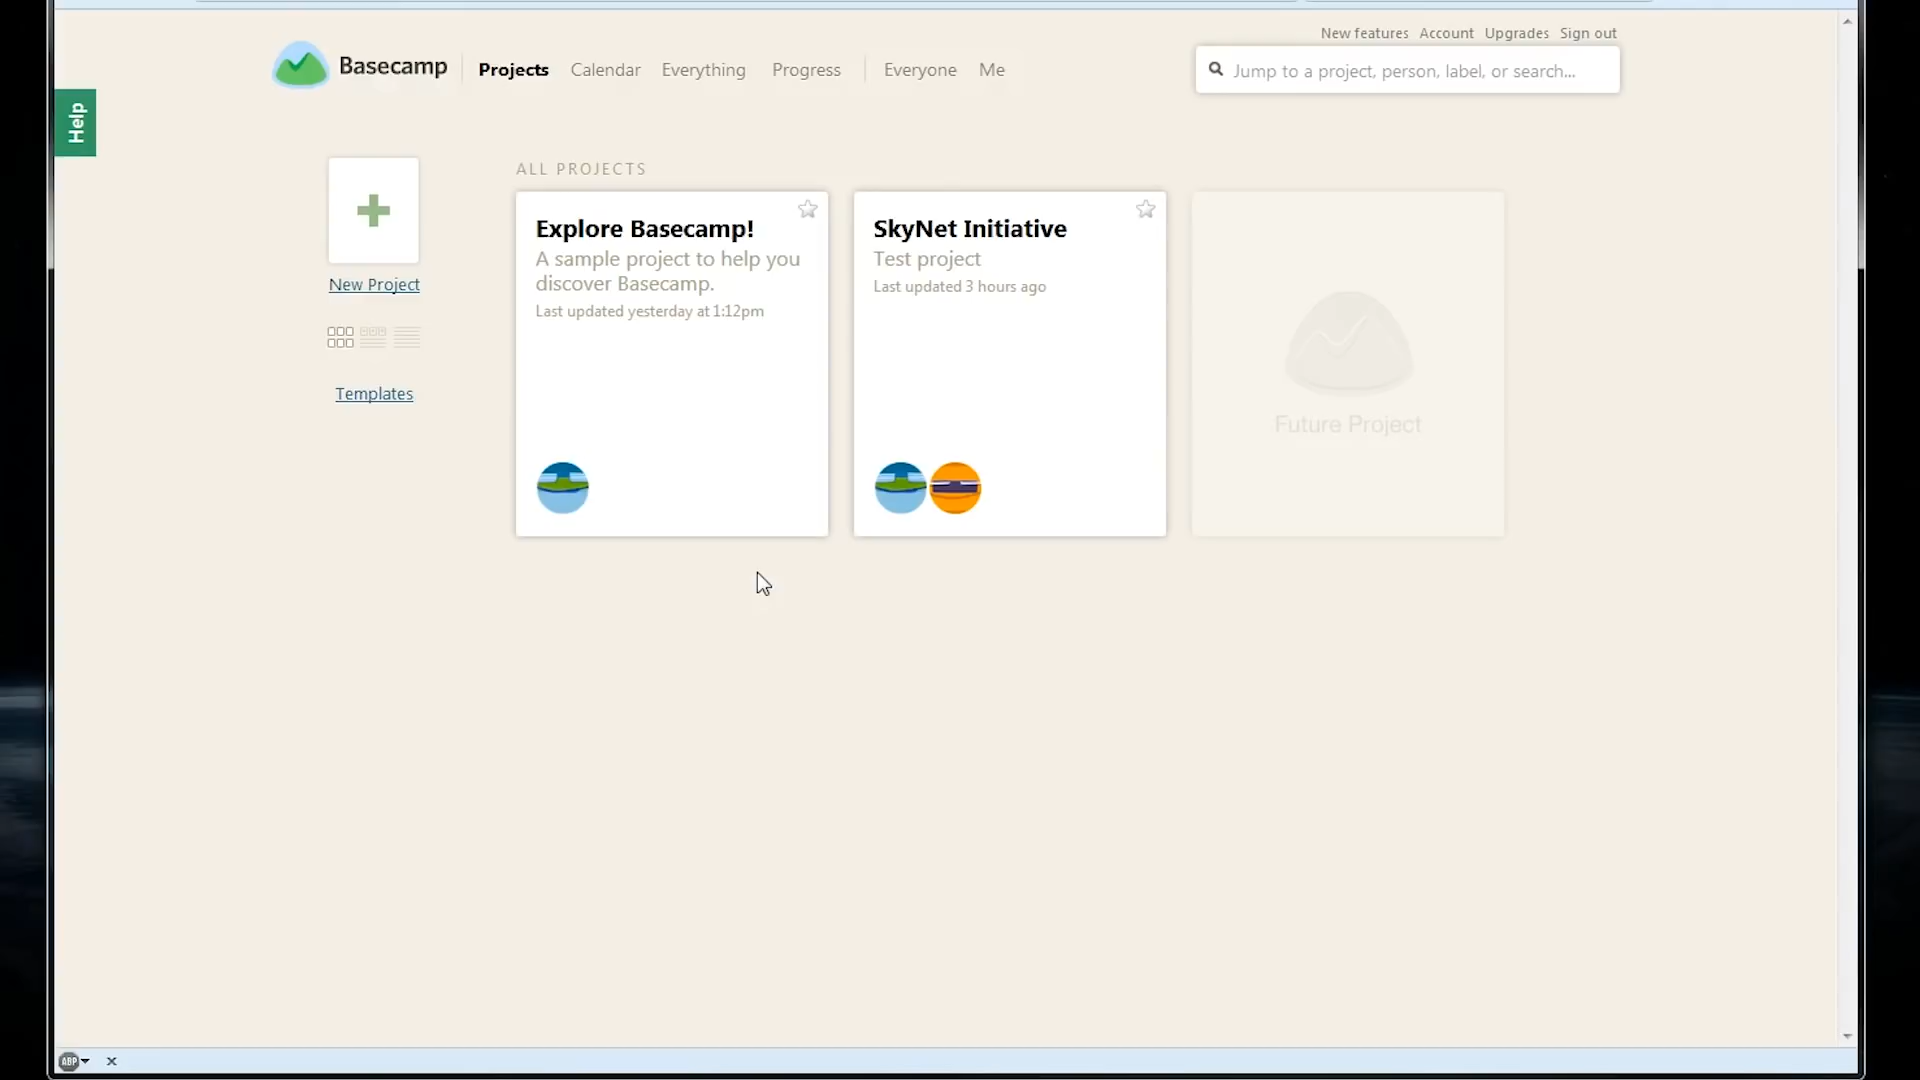 New features Account Upgrades Sign out
Basecamp Projects Calendar Everything Progress Everyone Me
Jump to a project, person, label, or search...
Help
ALL PROJECTS
New Project
Templates
Explore Basecamp!
A sample project to help you
discover Basecamp.
Last updated yesterday at 1:12pm
SkyNet Initiative
Test project
Last updated 3 hours ago
Future Project
ABP